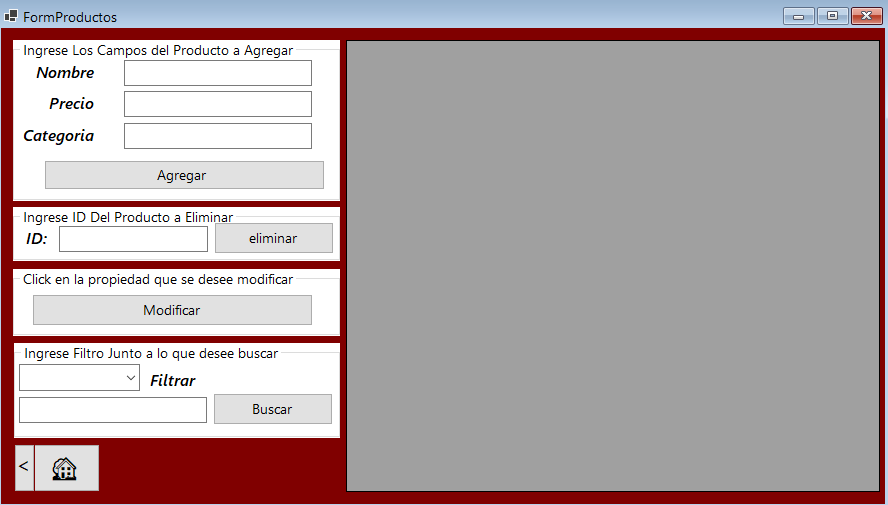 FormProductos
Ingrese Los Campos del Producto a Agregar
Nombre
Precio
Categoria
Agregar
Ingrese ID Del Producto a Eliminar
ID:
eliminar
Click en la propiedad que se desee modificar
Modificar
Ingrese Filtro Junto a lo que desee buscar
Filtrar
Buscar
<